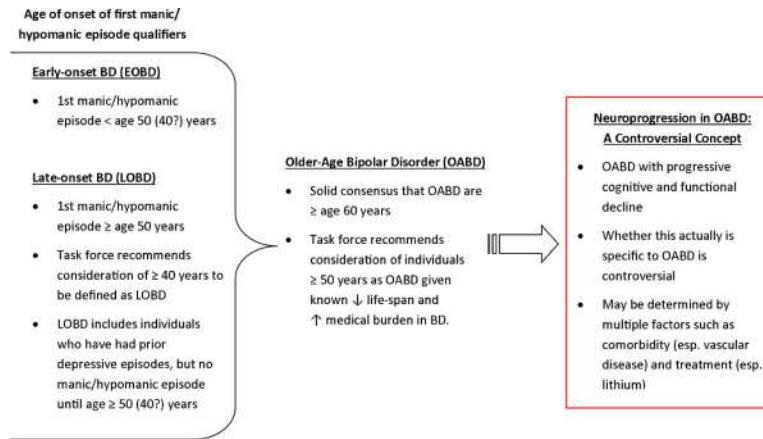 Age of onset of first manic/
hypomanic episode qualifiers
Early-onset BD (EOBD)
• 1st manic/hypomanic
episode < age 50 (40?) years
Late-onset BD (LOBD)
• 1st manic/hypomanic
episode ≥ age 50 years
• Task force recommends
consideration of ≥ 40 years to
be defined as LOBD
• LOBD includes individuals
who have had prior
depressive episodes, but no
manic/hypomanic episode
until age ≥ 50 (40?) years
Older-Age Bipolar Disorder (OABD)
• Solid consensus that OABD are
≥ age 60 years
• Task force recommends
consideration of individuals
≥ 50 years as OABD given
known ↓ life-span and
↑ medical burden in BD.
Neuroprogression in OABD:
A Controversial Concept
• OABD with progressive
cognitive and functional
decline
• Whether this actually is
specific to OABD is
controversial
• May be determined by
multiple factors such as
comorbidity (esp. vascular
disease) and treatment (esp.
lithium)